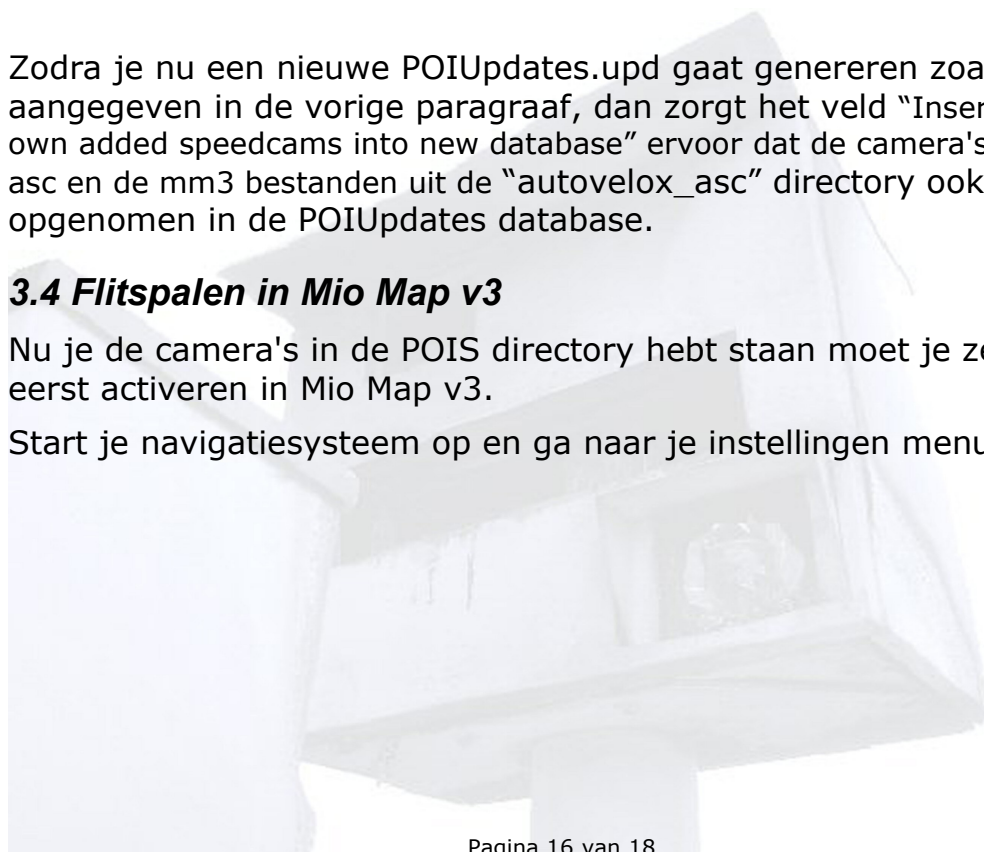 Zodra je nu een nieuwe POIUpdates.upd gaat genereren zoa
aangegeven in de vorige paragraaf, dan zorgt het veld “Inser
own added speedcams into new database” ervoor dat de camera's
asc en de mm3 bestanden uit de “autovelox_asc” directory ook
opgenomen in de POIUpdates database.
3.4 Flitspalen in Mio Map v3
Nu je de camera's in de POIS directory hebt staan moet je ze
eerst activeren in Mio Map v3.
Start je navigatiesysteem op en ga naar je instellingen menu
Pagina 16 van 18